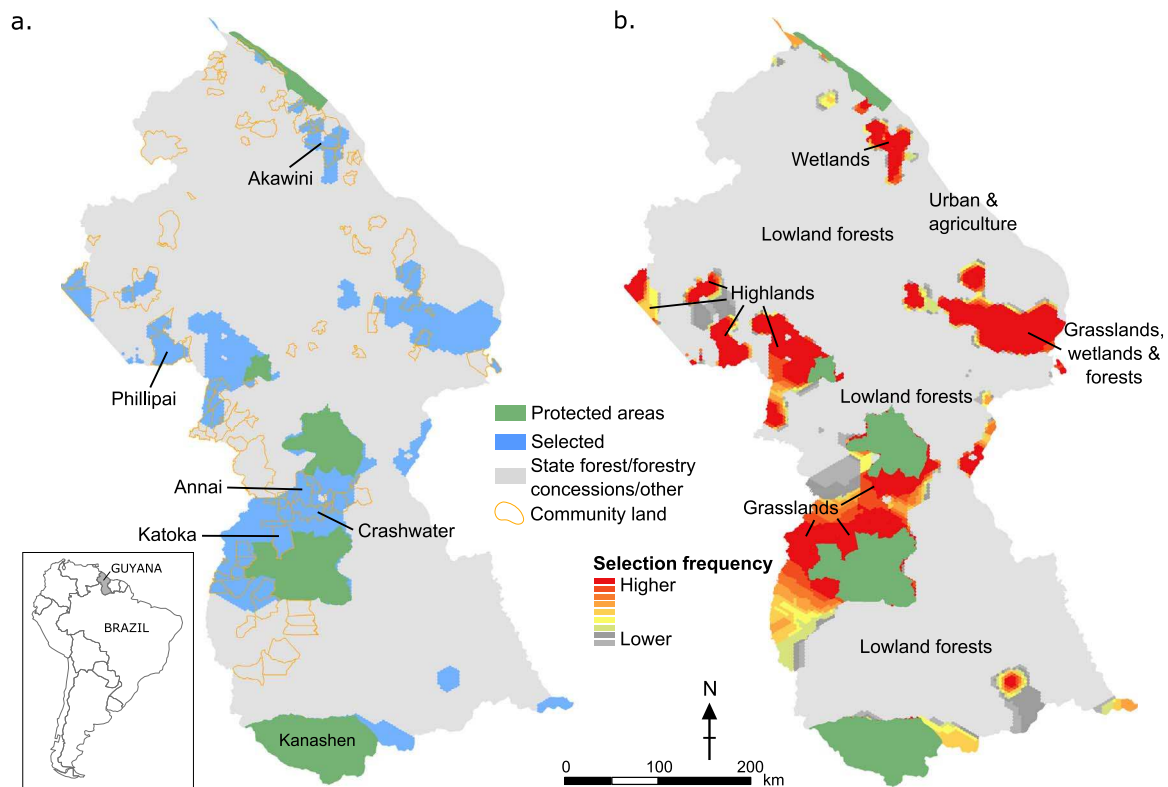 a.
Akawini
Phillipai
Annai
Katoka
Crashwater
Kanashen
GUYANA
BRAZIL
Protected areas
Selected
State forest/forestry
concessions/other
Community land
b.
Wetlands
Urban &
agriculture
Lowland forests
Highlands
Grasslands,
wetlands &
forests
Lowland forests
Grasslands
Lowland forests
Selection frequency
Higher
Lower
N
0 100 200
km